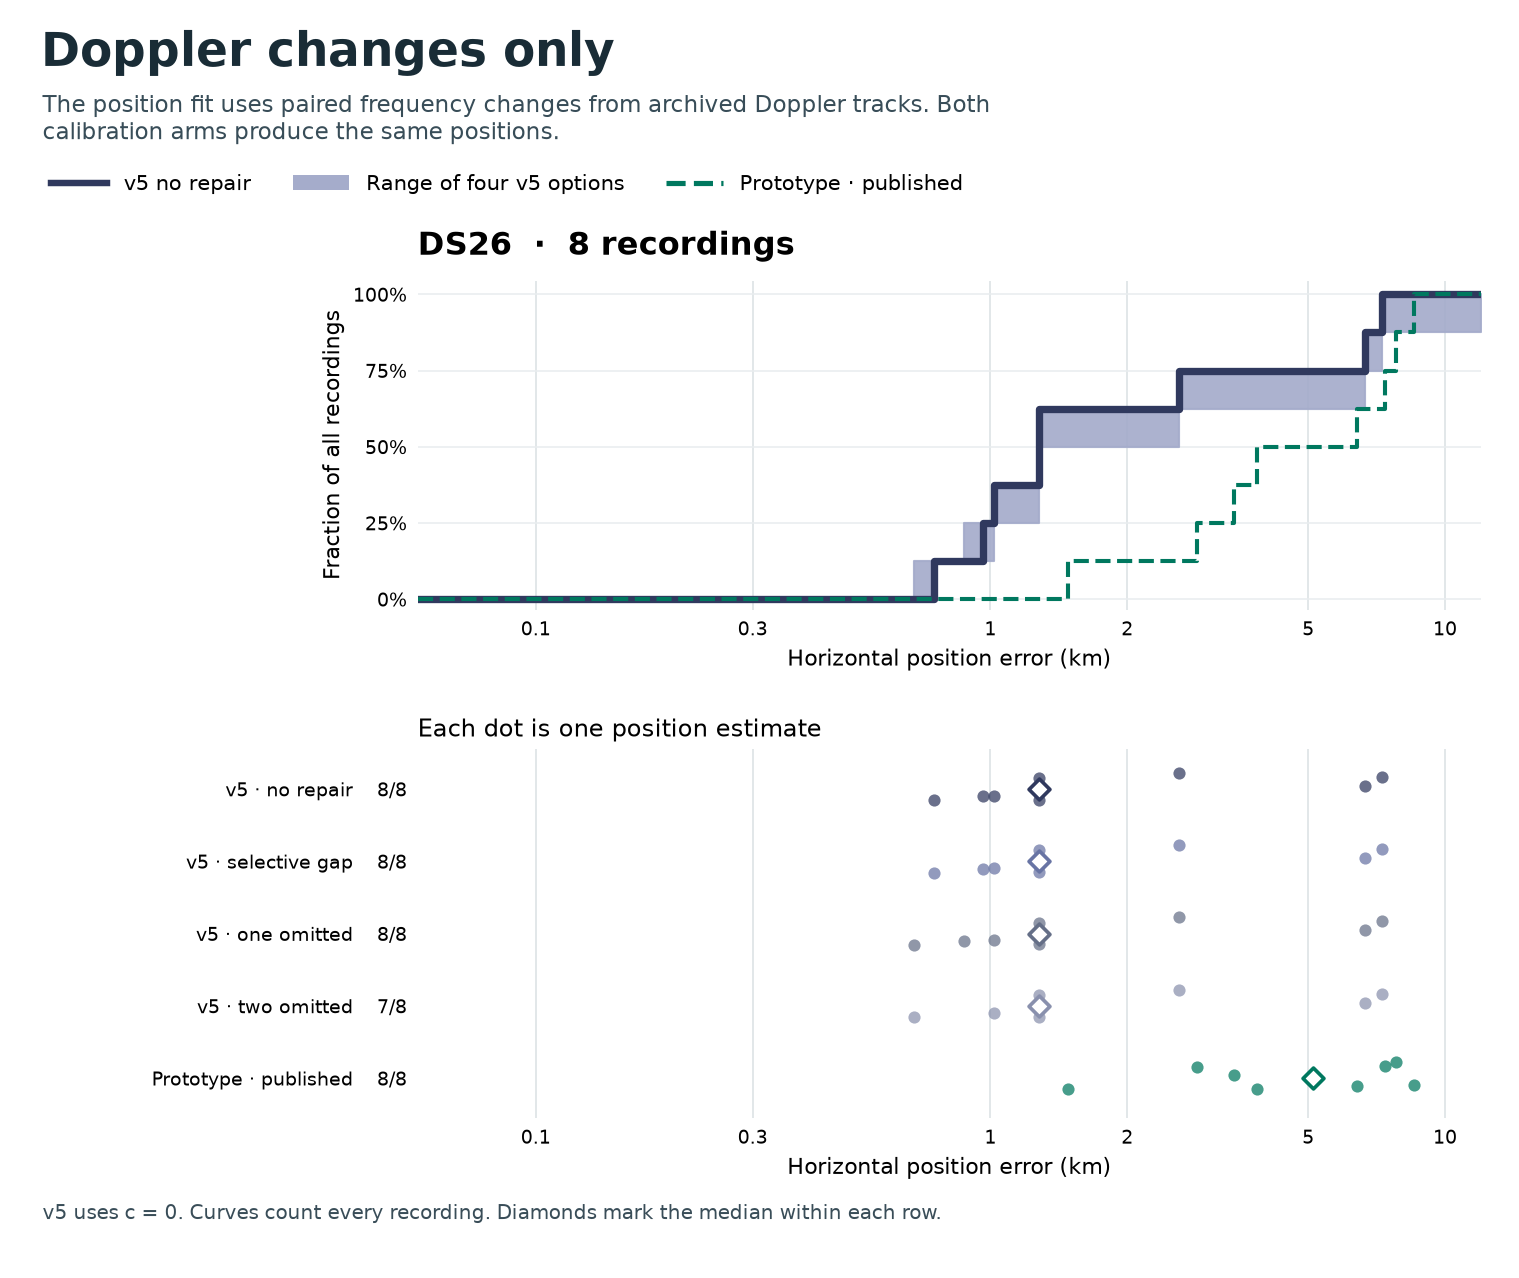 Doppler changes only
The position fit uses paired frequency changes from archived Doppler tracks. Both
calibration arms produce the same positions.
v5 no repair
Range of four v5 options
Prototype · published
DS26 · 8 recordings
Fraction of all recordings
100%
75%
50%
25%
0%
0.1 0.3 1 2 5 10
Horizontal position error (km)
Each dot is one position estimate
v5 · no repair 8/8
v5 · selective gap 8/8
v5 · one omitted 8/8
v5 · two omitted 7/8
Prototype · published 8/8
0.1 0.3 1 2 5 10
Horizontal position error (km)
v5 uses c = 0. Curves count every recording. Diamonds mark the median within each row.